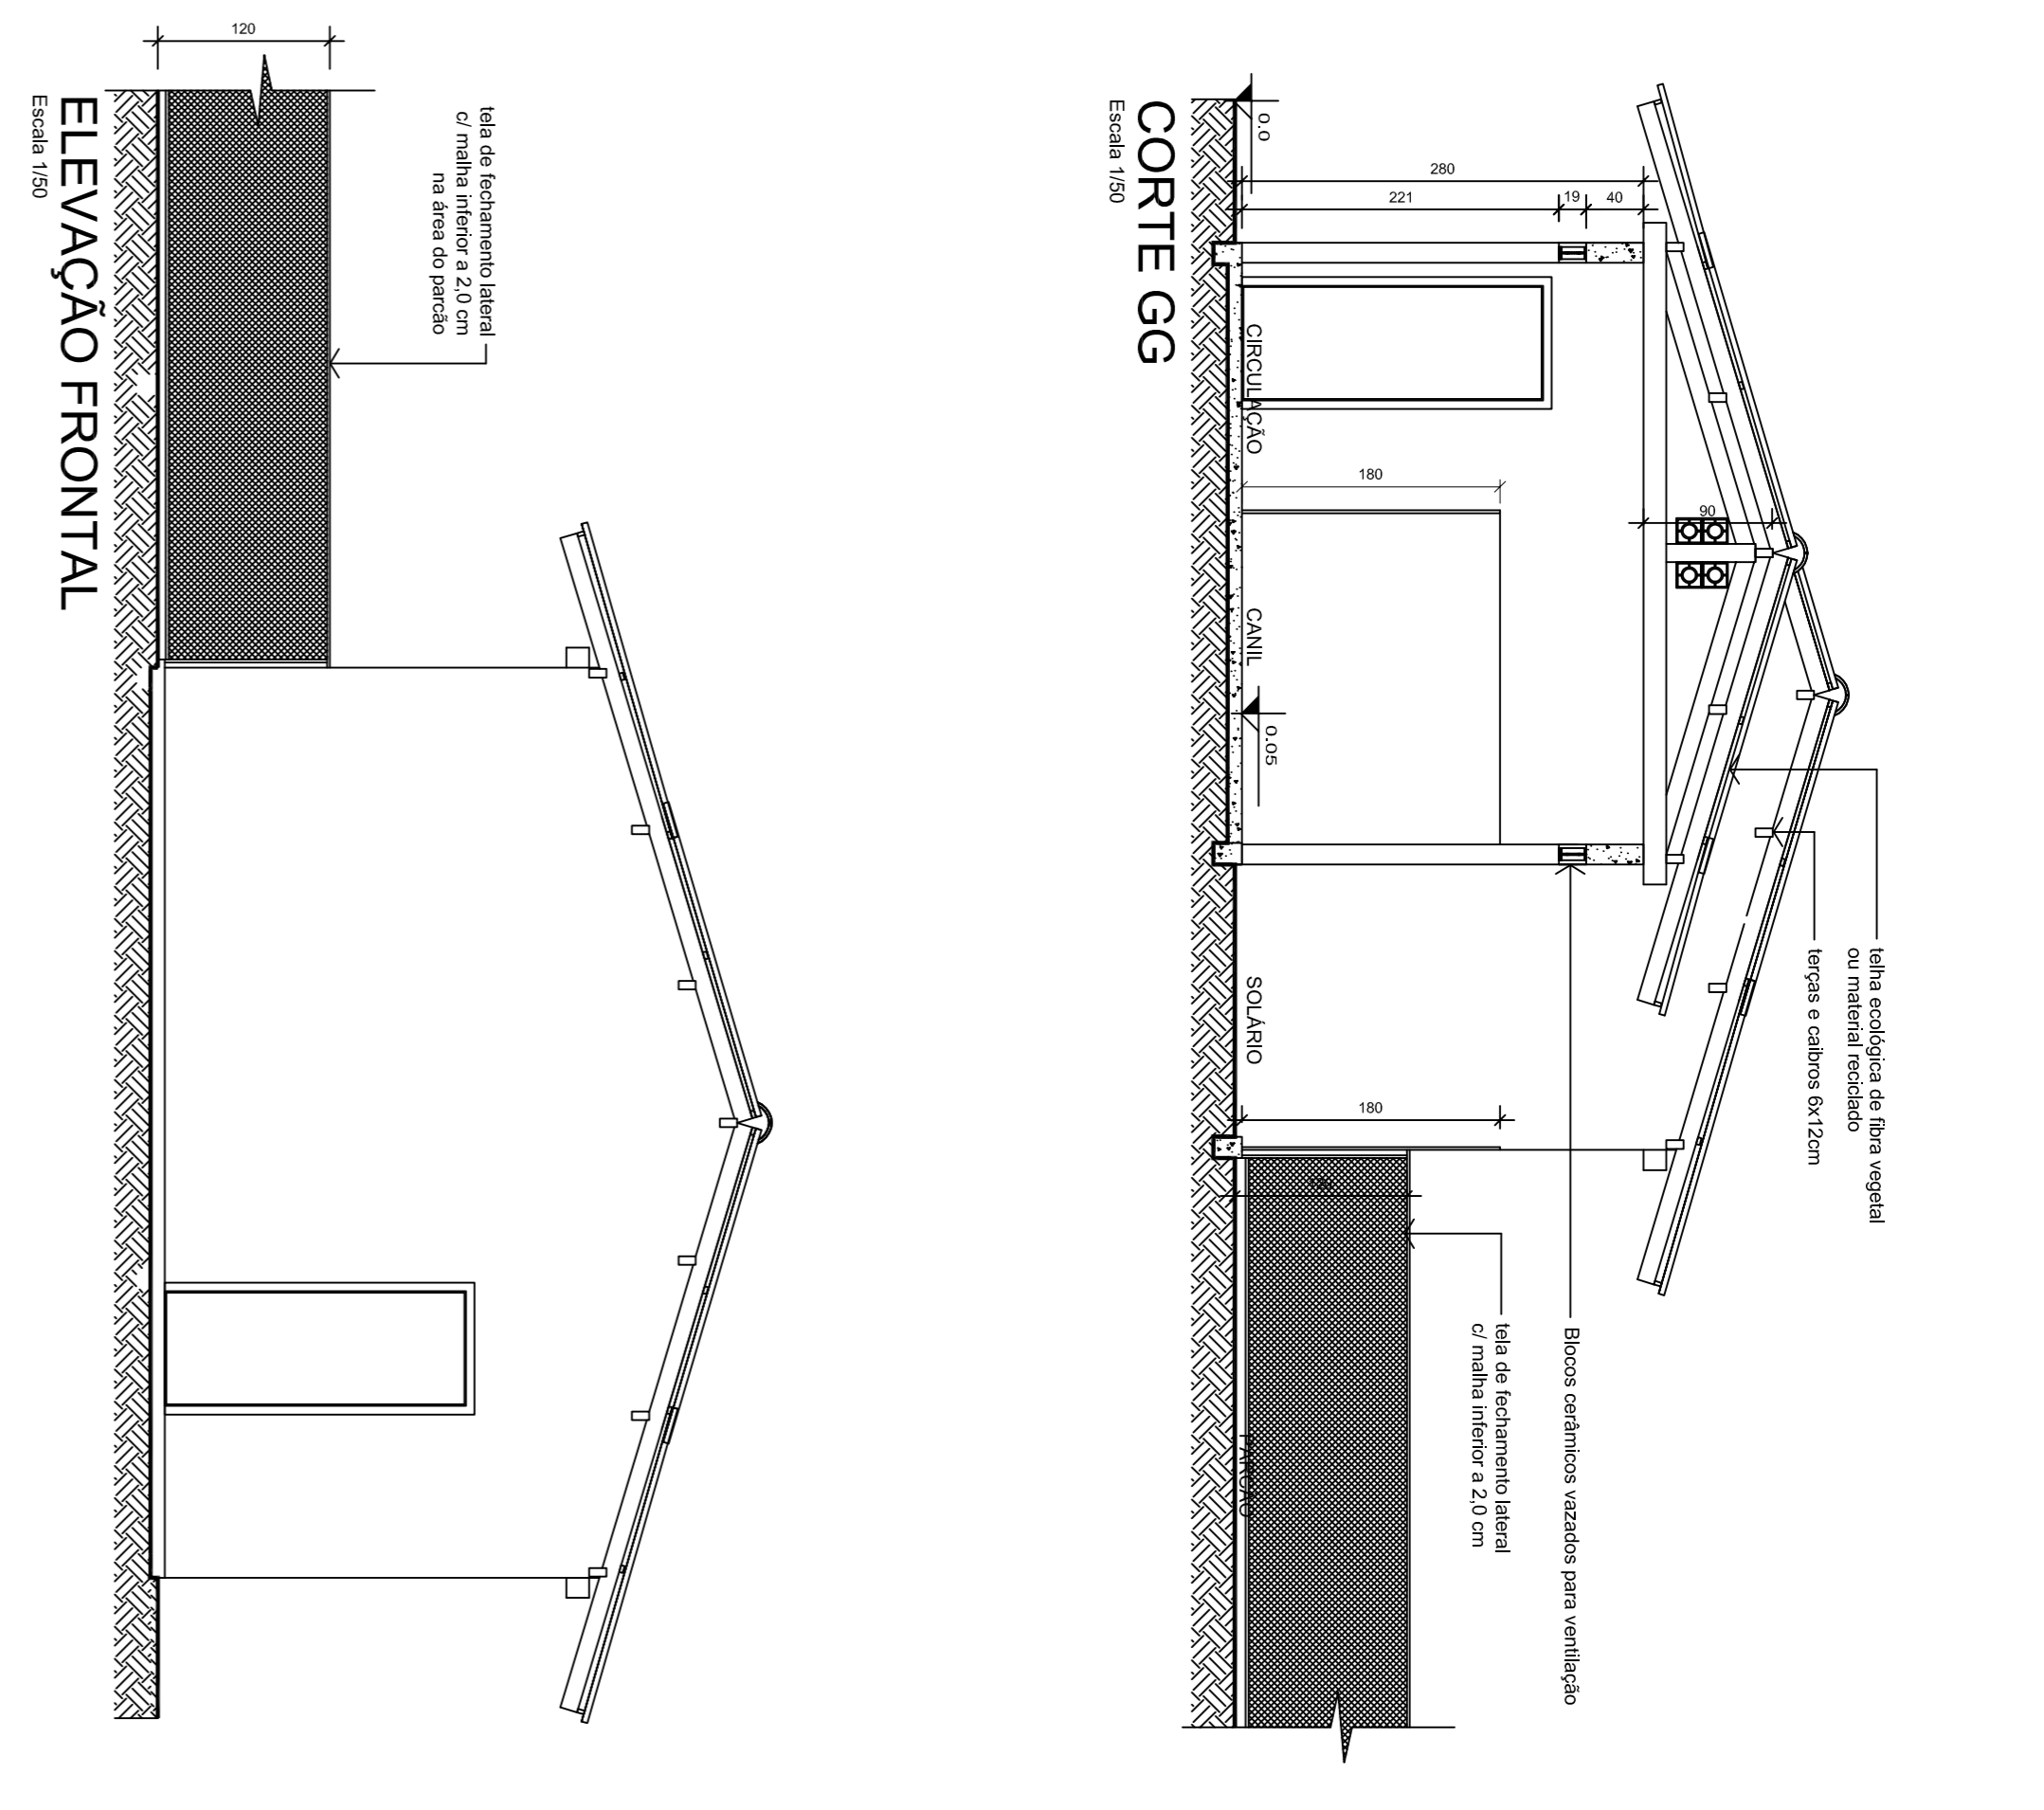 CORTE GG
Escala 1/50
0.0
280
221
19
40
CIRCULAÇÃO
180
90
CANIL
0.05
SOLÁRIO
180
telha ecológica de fibra vegetal
ou material reciclado
terças e caibros 6x12cm
Blocos cerâmicos vazados para ventilação
tela de fechamento lateral
c/ malha inferior a 2,0 cm
PARCÃO
ELEVAÇÃO FRONTAL
Escala 1/50
120
tela de fechamento lateral
c/ malha inferior a 2,0 cm
na área do parcão